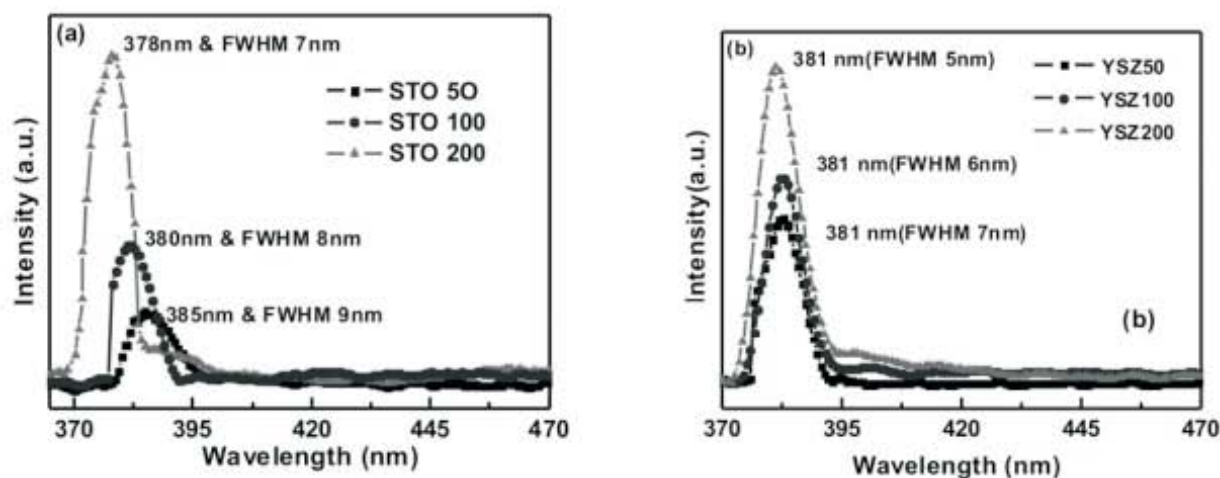 (a)
378nm & FWHM 7nm
STO 5O
STO 100
STO 200
380nm & FWHM 8nm
385nm & FWHM 9nm
Intensity (a.u.)
370 395 420 445 470
Wavelength (nm)
(b)
381 nm(FWHM 5nm)
YSZ50
YSZ100
YSZ200
381 nm(FWHM 6nm)
381 nm(FWHM 7nm)
(b)
Intensity(a.u.)
370 395 420 445 470
Wavelength (nm)